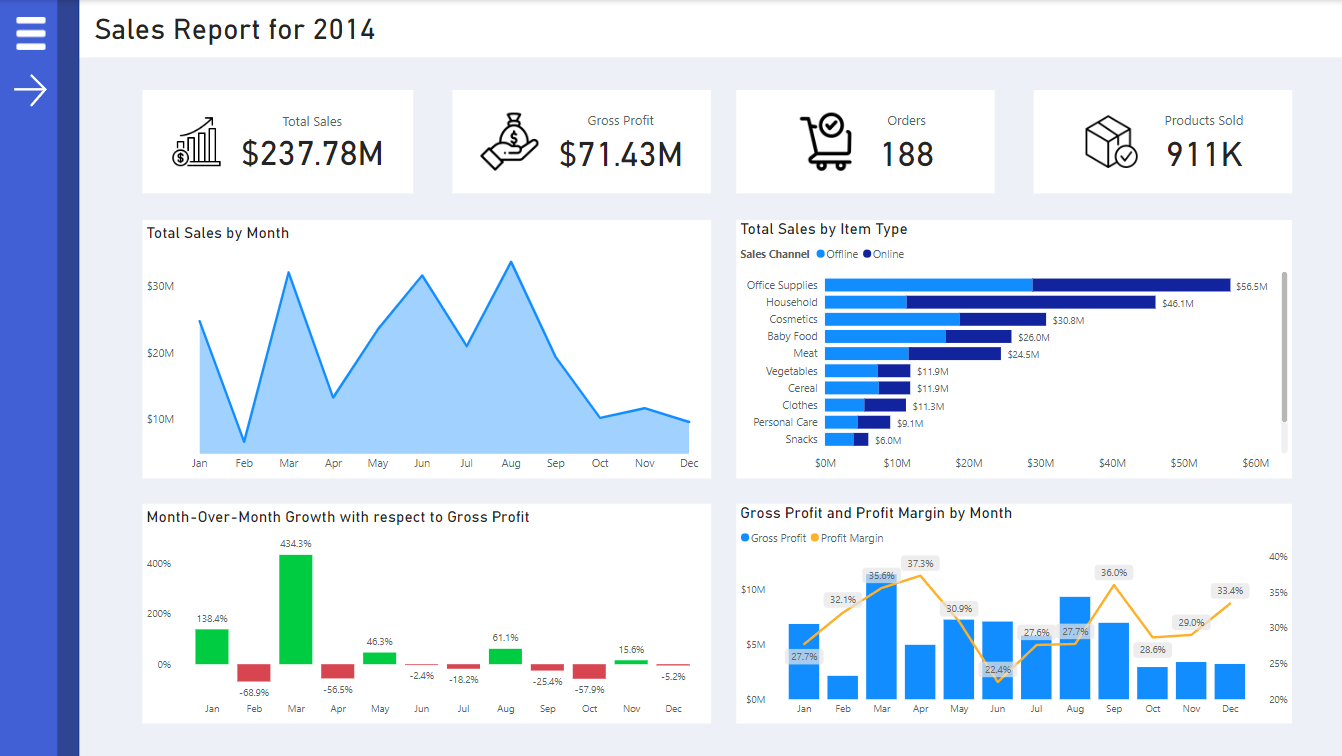 Sales Report for 2014
Total Sales
$237.78M
Gross Profit
$71.43M
Orders
188
Products Sold
911K
Total Sales by Month
$30M
$20M
$10M
Jan Feb Mar Apr May Jun Jul Aug Sep Oct Nov Dec
Total Sales by Item Type
Sales Channel Offline Online
Office Supplies $56.5M
Household $46.1M
Cosmetics $30.8M
Baby Food $26.0M
Meat $24.5M
Vegetables $11.9M
Cereal $11.9M
Clothes $11.3M
Personal Care $9.1M
Snacks $6.0M
$0M $10M $20M $30M $40M $50M $60M
Month-Over-Month Growth with respect to Gross Profit
400%
200%
0%
138.4% -68.9% 434.3% -56.5% 46.3% -2.4% -18.2% 61.1% -25.4% -57.9% 15.6% -5.2%
Jan Feb Mar Apr May Jun Jul Aug Sep Oct Nov Dec
Gross Profit and Profit Margin by Month
Gross Profit Profit Margin
$10M
$5M
$0M
27.7% 32.1% 35.6% 37.3% 30.9% 22.4% 27.6% 27.7% 36.0% 28.6% 29.0% 33.4%
40%
35%
30%
25%
20%
Jan Feb Mar Apr May Jun Jul Aug Sep Oct Nov Dec